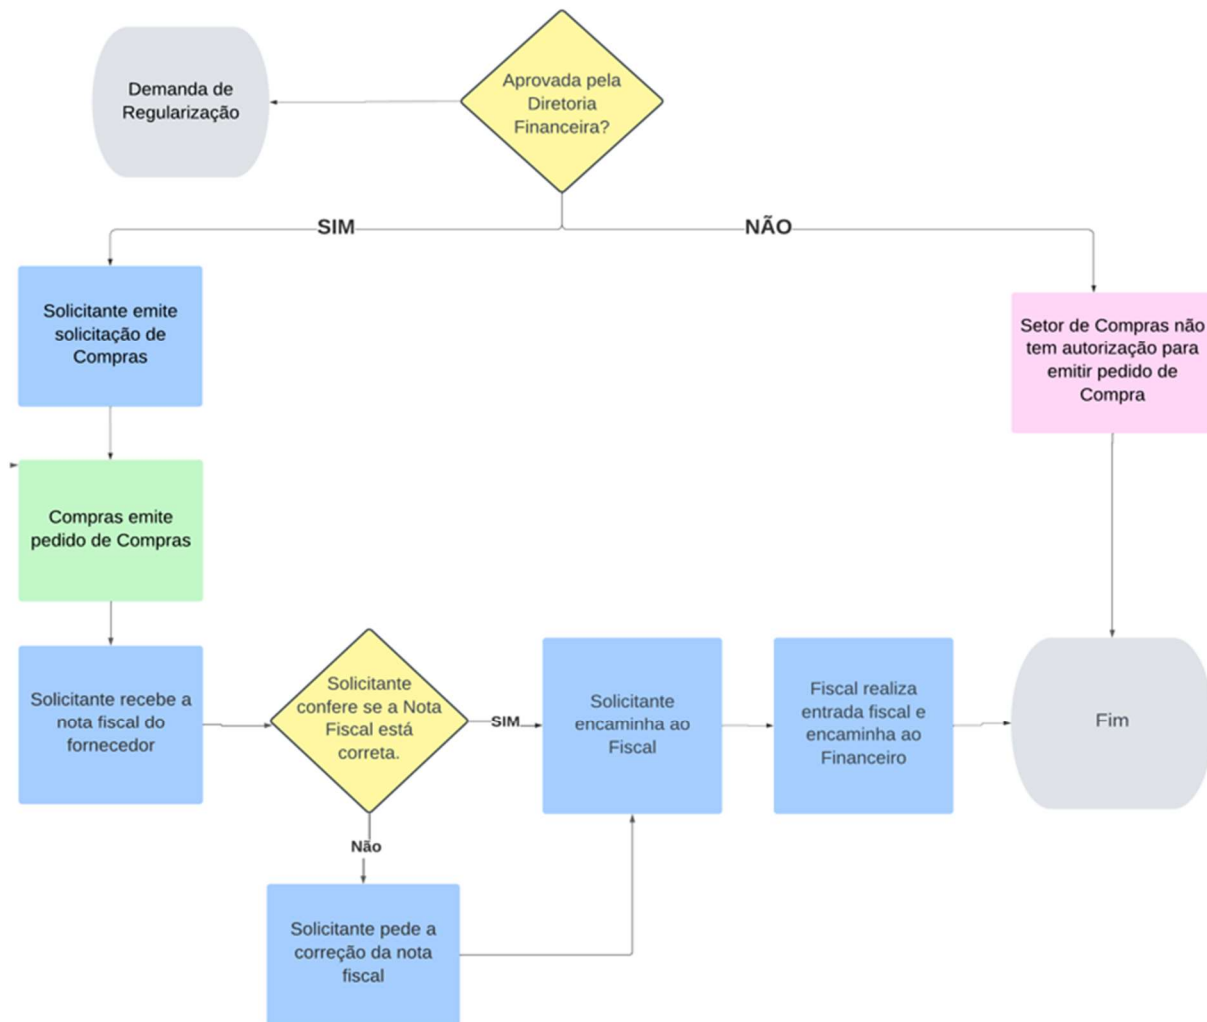 Demanda de
Regularização
Aprovada pela
Diretoria
Financeira?
SIM
NÃO
Solicitante emite
solicitação de
Compras
Setor de Compras não
tem autorização para
emitir pedido de
Compra
Compras emite
pedido de Compras
Solicitante recebe a
nota fiscal do
fornecedor
Solicitante
confere se a Nota
Fiscal está
correta.
SIM
Solicitante
encaminha ao
Fiscal
Fiscal realiza
entrada fiscal e
encaminha ao
Financeiro
Fim
Não
Solicitante pede a
correção da nota
fiscal